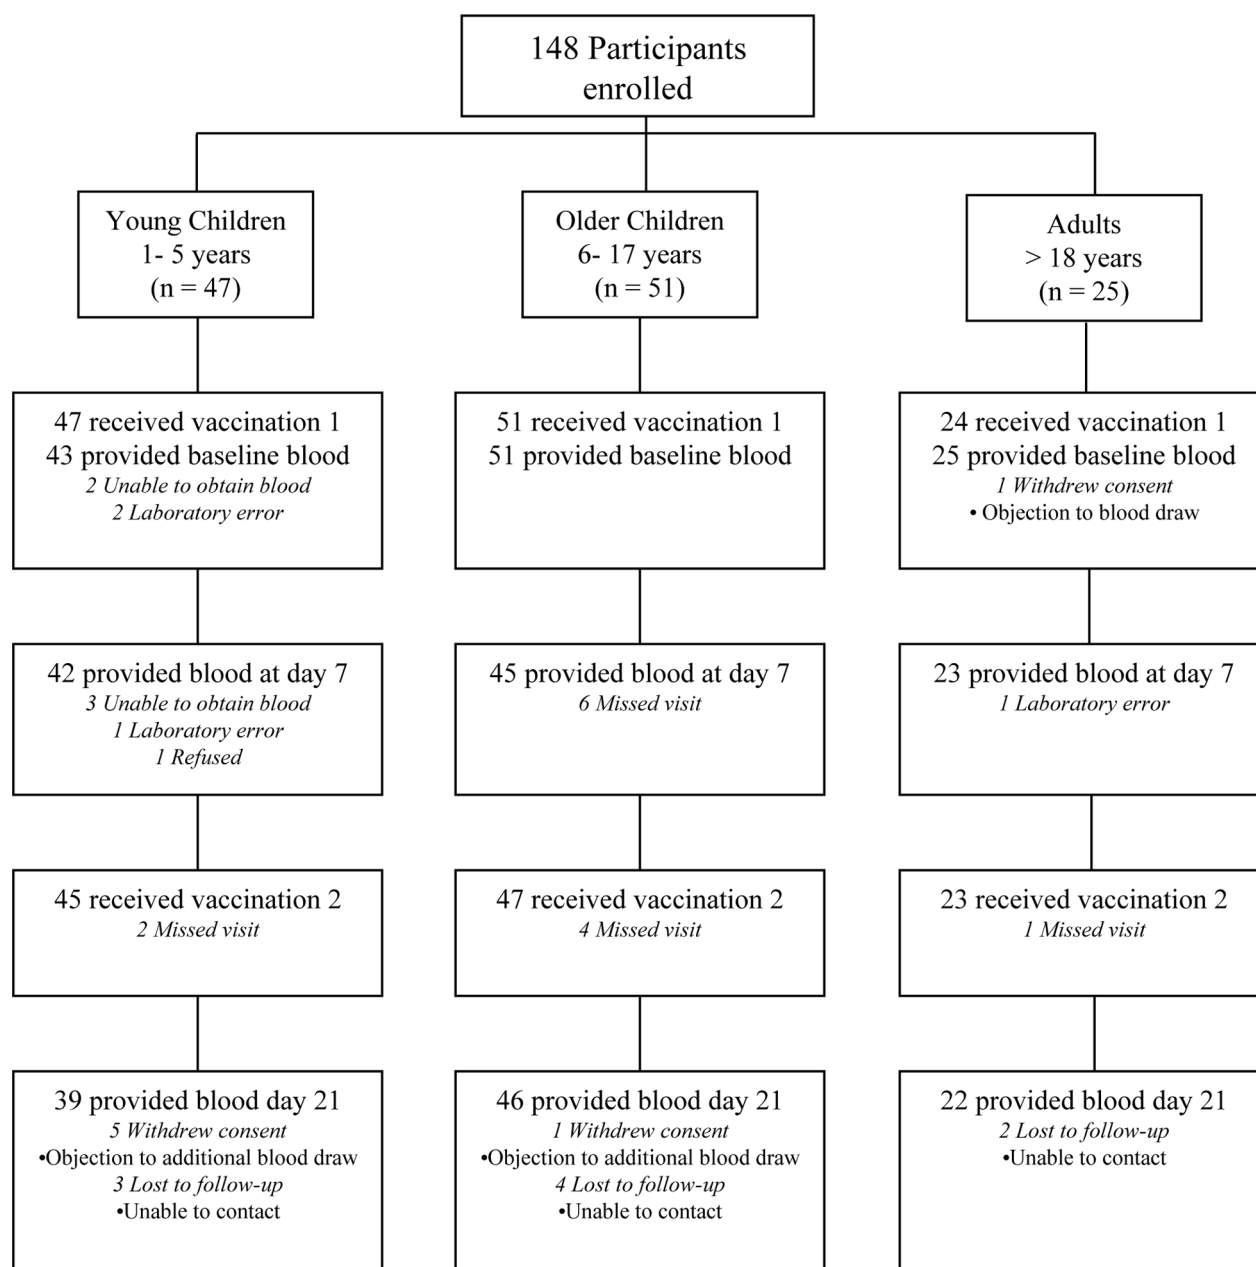 148 Participants
enrolled
Young Children
1- 5 years
(n = 47)
Older Children
6- 17 years
(n = 51)
Adults
> 18 years
(n = 25)
47 received vaccination 1
43 provided baseline blood
2 Unable to obtain blood
2 Laboratory error
51 received vaccination 1
51 provided baseline blood
24 received vaccination 1
25 provided baseline blood
1 Withdrew consent
• Objection to blood draw
42 provided blood at day 7
3 Unable to obtain blood
1 Laboratory error
1 Refused
45 provided blood at day 7
6 Missed visit
23 provided blood at day 7
1 Laboratory error
45 received vaccination 2
2 Missed visit
47 received vaccination 2
4 Missed visit
23 received vaccination 2
1 Missed visit
39 provided blood day 21
5 Withdrew consent
•Objection to additional blood draw
3 Lost to follow-up
•Unable to contact
46 provided blood day 21
1 Withdrew consent
•Objection to additional blood draw
4 Lost to follow-up
•Unable to contact
22 provided blood day 21
2 Lost to follow-up
•Unable to contact